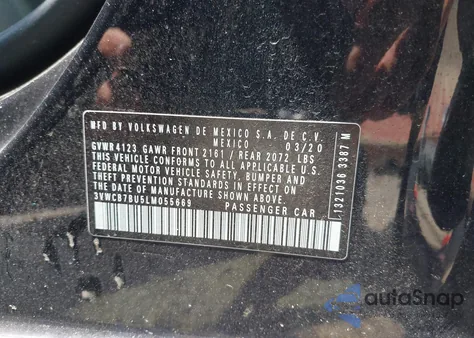 MFD BY VOLKSWAGEN DE MEXICO S.A. DE C.V.
MEXICO 03/20
GVWR 4123 GAWR FRONT 2161 / REAR 2072 LBS
THIS VEHICLE CONFORMS TO ALL APPLICABLE U.S.
FEDERAL MOTOR VEHICLE SAFETY, BUMPER AND
THEFT PREVENTION STANDARDS IN EFFECT ON THE
DATE OF MANUFACTURE SHOWN ABOVE
3VWCB7BU5LM055669 PASSENGER CAR
L1321036 3387 M
autoSnap